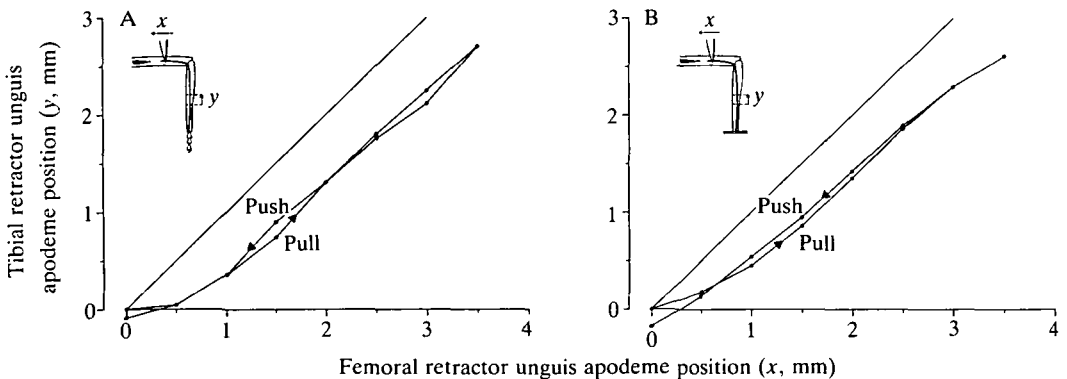 A
x
y
Push
Pull
3
2
1
0
0
1
2
3
4
B
x
y
Push
Pull
3
2
1
0
0
1
2
3
4
Tibial retractor unguis
apodeme position (y, mm)
Femoral retractor unguis apodeme position (x, mm)